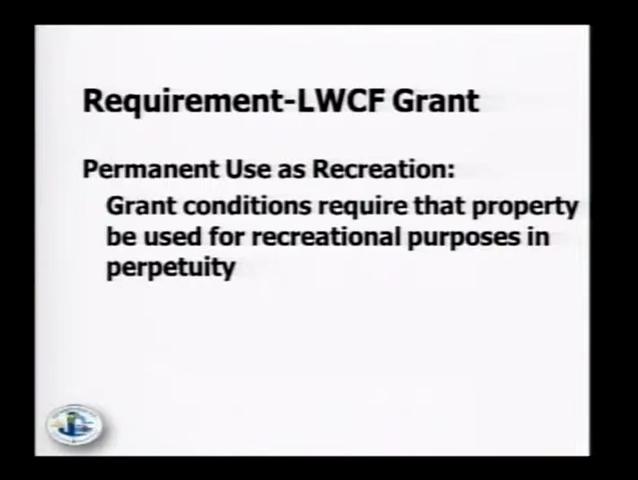 Requirement-LWCF Grant
Permanent Use as Recreation:
Grant conditions require that property
be used for recreational purposes in
perpetuity